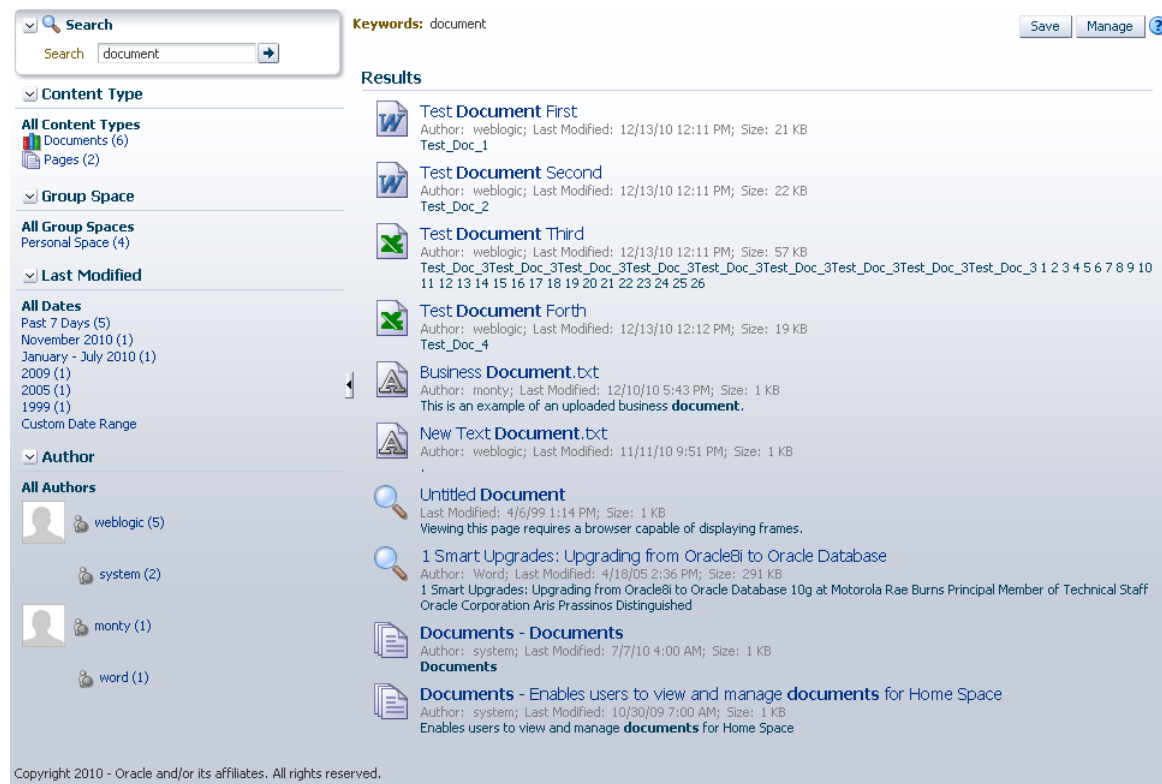 Search
Search document
Content Type
All Content Types
Documents (6)
Pages (2)
Group Space
All Group Spaces
Personal Space (4)
Last Modified
All Dates
Past 7 Days (5)
November 2010 (1)
January - July 2010 (1)
2009 (1)
2005 (1)
1999 (1)
Custom Date Range
Author
All Authors
weblogic (5)
system (2)
monty (1)
word (1)
Keywords: document
Save Manage ?
Results
Test Document First
Author: weblogic; Last Modified: 12/13/10 12:11 PM; Size: 21 KB
Test_Doc_1
Test Document Second
Author: weblogic; Last Modified: 12/13/10 12:11 PM; Size: 22 KB
Test_Doc_2
Test Document Third
Author: weblogic; Last Modified: 12/13/10 12:11 PM; Size: 57 KB
Test_Doc_3Test_Doc_3Test_Doc_3Test_Doc_3Test_Doc_3Test_Doc_3Test_Doc_3Test_Doc_3Test_Doc_3 1 2 3 4 5 6 7 8 9 10
11 12 13 14 15 16 17 18 19 20 21 22 23 24 25 26
Test Document Forth
Author: weblogic; Last Modified: 12/13/10 12:12 PM; Size: 19 KB
Test_Doc_4
Business Document.txt
Author: monty; Last Modified: 12/10/10 5:43 PM; Size: 1 KB
This is an example of an uploaded business document.
New Text Document.txt
Author: weblogic; Last Modified: 11/11/10 9:51 PM; Size: 1 KB
.
Untitled Document
Last Modified: 4/6/99 1:14 PM; Size: 1 KB
Viewing this page requires a browser capable of displaying frames.
1 Smart Upgrades: Upgrading from Oracle8i to Oracle Database
Author: Word; Last Modified: 4/18/05 2:36 PM; Size: 291 KB
1 Smart Upgrades: Upgrading from Oracle8i to Oracle Database 10g at Motorola Rae Burns Principal Member of Technical Staff
Oracle Corporation Aris Prassinos Distinguished
Documents - Documents
Author: system; Last Modified: 7/7/10 4:00 AM; Size: 1 KB
Documents
Documents - Enables users to view and manage documents for Home Space
Author: system; Last Modified: 10/30/09 7:00 AM; Size: 1 KB
Enables users to view and manage documents for Home Space
Copyright 2010 - Oracle and/or its affiliates. All rights reserved.